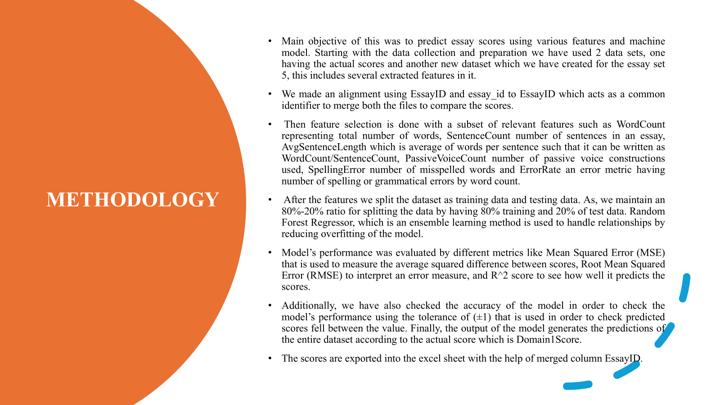 METHODOLOGY
• Main objective of this was to predict essay scores using various features and machine
model. Starting with the data collection and preparation we have used 2 data sets, one
having the actual scores and another new dataset which we have created for the essay set
5, this includes several extracted features in it.
• We made an alignment using EssayID and essay_id to EssayID which acts as a common
identifier to merge both the files to compare the scores.
• Then feature selection is done with a subset of relevant features such as WordCount
representing total number of words, SentenceCount number of sentences in an essay,
AvgSentenceLength which is average of words per sentence such that it can be written as
WordCount/SentenceCount, PassiveVoiceCount number of passive voice constructions
used, SpellingError number of misspelled words and ErrorRate an error metric having
number of spelling or grammatical errors by word count.
• After the features we split the dataset as training data and testing data. As, we maintain an
80%-20% ratio for splitting the data by having 80% training and 20% of test data. Random
Forest Regressor, which is an ensemble learning method is used to handle relationships by
reducing overfitting of the model.
• Model's performance was evaluated by different metrics like Mean Squared Error (MSE)
that is used to measure the average squared difference between scores, Root Mean Squared
Error (RMSE) to interpret an error measure, and R^2 score to see how well it predicts the
scores.
• Additionally, we have also checked the accuracy of the model in order to check the
model's performance using the tolerance of (±1) that is used in order to check predicted
scores fell between the value. Finally, the output of the model generates the predictions of
the entire dataset according to the actual score which is Domain1Score.
• The scores are exported into the excel sheet with the help of merged column EssayID.